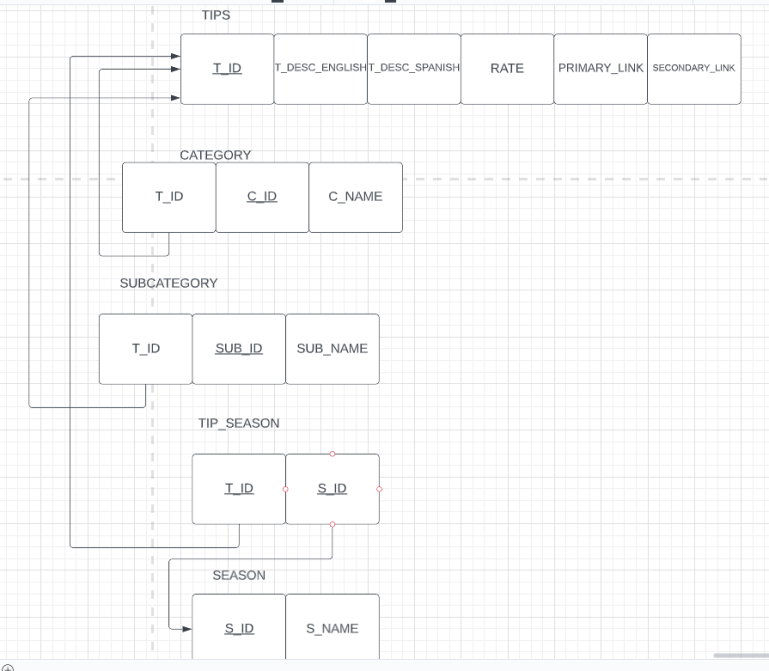 TIPS
T_ID T_DESC_ENGLISH T_DESC_SPANISH RATE PRIMARY_LINK SECONDARY_LINK
CATEGORY
T_ID C_ID C_NAME
SUBCATEGORY
T_ID SUB_ID SUB_NAME
TIP_SEASON
T_ID S_ID
SEASON
S_ID S_NAME